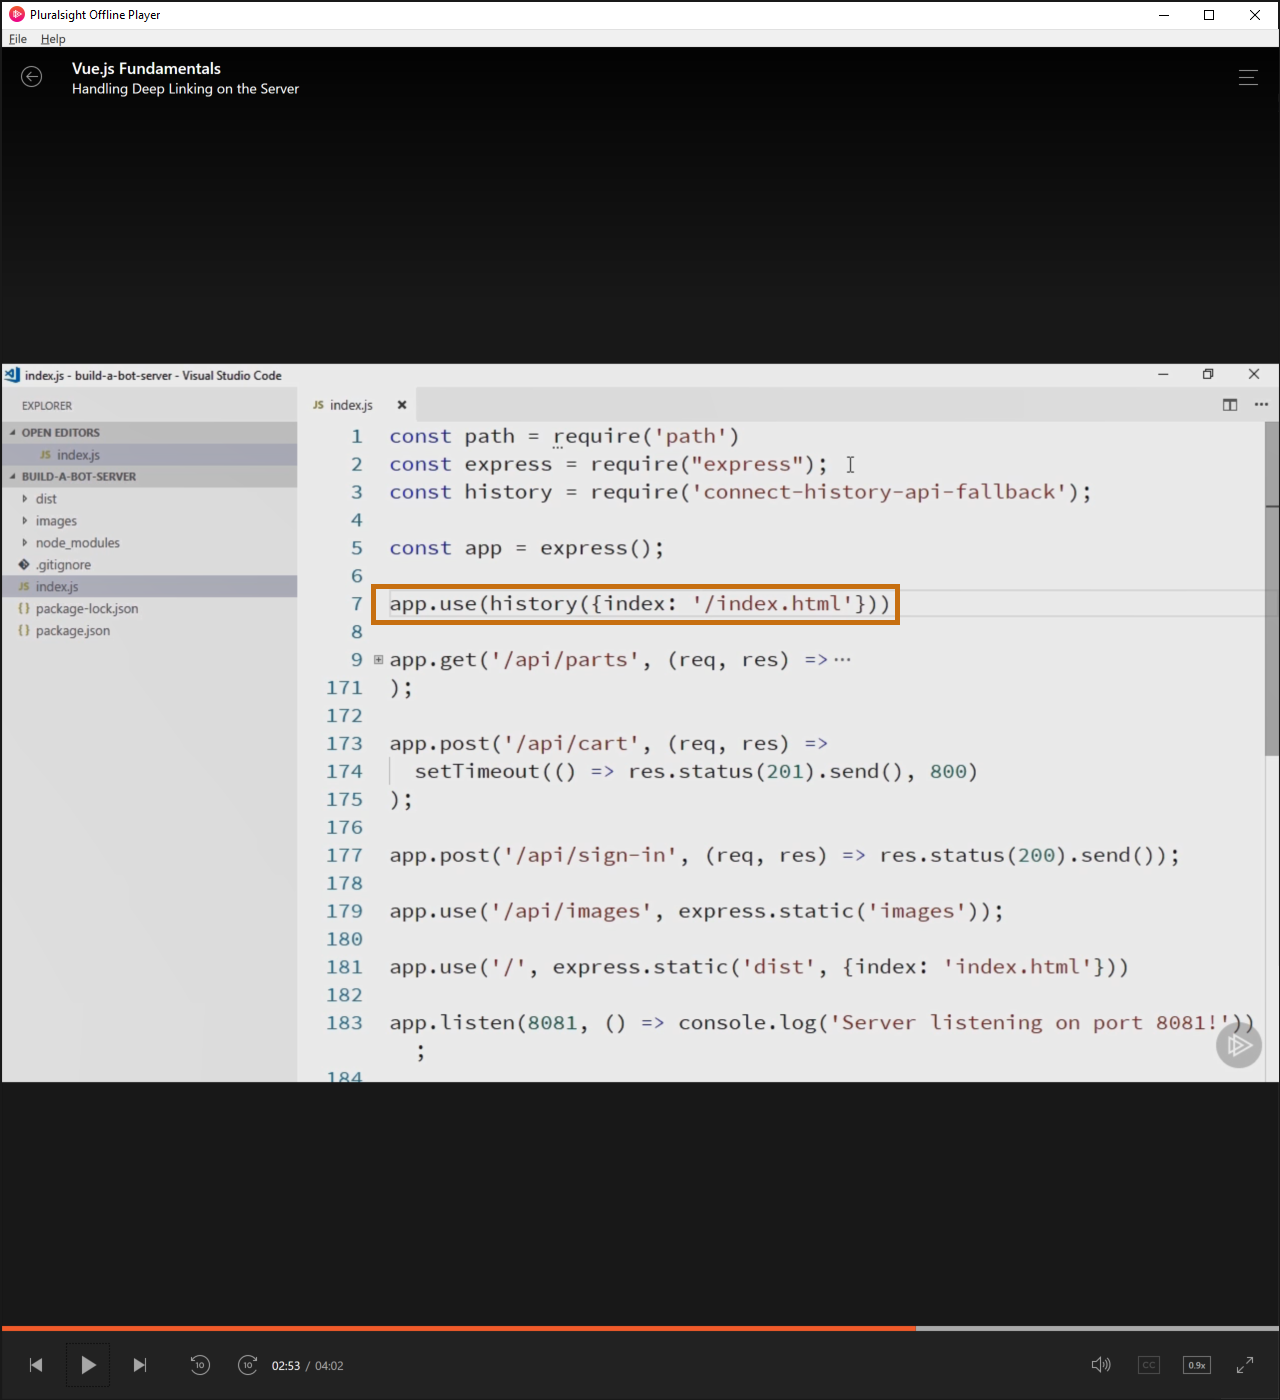 Pluralsight Offline Player
File Help
Vue.js Fundamentals
Handling Deep Linking on the Server
index.js - build-a-bot-server - Visual Studio Code
EXPLORER
OPEN EDITORS
JS index.js
BUILD-A-BOT-SERVER
dist
images
node_modules
.gitignore
JS index.js
{} package-lock.json
{} package.json
JS index.js
1 const path = require('path')
2 const express = require("express");
3 const history = require('connect-history-api-fallback');
4
5 const app = express();
6
7 app.use(history({index: '/index.html'}))
8
9 app.get('/api/parts', (req, res) =>···
171 );
172
173 app.post('/api/cart', (req, res) =>
174 setTimeout(() => res.status(201).send(), 800)
175 );
176
177 app.post('/api/sign-in', (req, res) => res.status(200).send());
178
179 app.use('/api/images', express.static('images'));
180
181 app.use('/', express.static('dist', {index: 'index.html'}))
182
183 app.listen(8081, () => console.log('Server listening on port 8081!'))
;
184
10 10 02:53 / 04:02 CC 0.9x